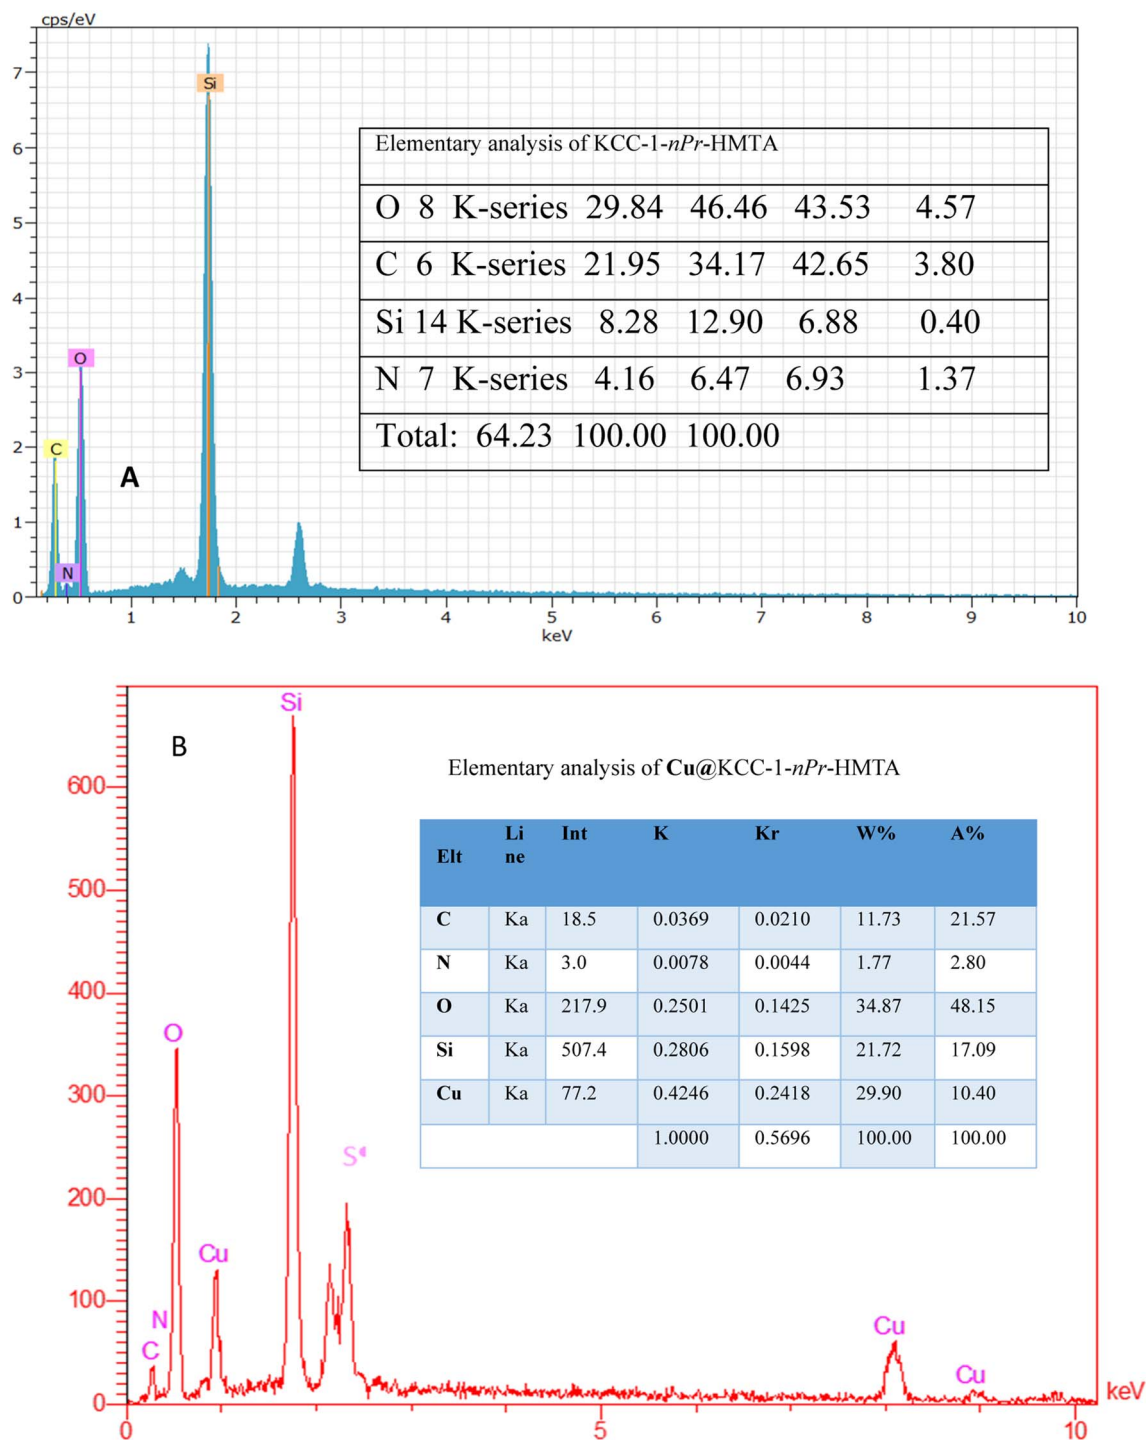 cps/eV
7
6
5
4
3
2
1
0
Si
O
C
N
A
1 2 3 4 5 6 7 8 9 10
keV
Elementary analysis of KCC-1-nPr-HMTA
O 8 K-series 29.84 46.46 43.53 4.57
C 6 K-series 21.95 34.17 42.65 3.80
Si 14 K-series 8.28 12.90 6.88 0.40
N 7 K-series 4.16 6.47 6.93 1.37
Total: 64.23 100.00 100.00
B
Si
O
Cu
N
C
S
Cu
Cu
600
500
400
300
200
100
0
0 5 10
keV
Elementary analysis of Cu@KCC-1-nPr-HMTA
Elt Li ne Int K Kr W% A%
C Ka 18.5 0.0369 0.0210 11.73 21.57
N Ka 3.0 0.0078 0.0044 1.77 2.80
O Ka 217.9 0.2501 0.1425 34.87 48.15
Si Ka 507.4 0.2806 0.1598 21.72 17.09
Cu Ka 77.2 0.4246 0.2418 29.90 10.40
1.0000 0.5696 100.00 100.00